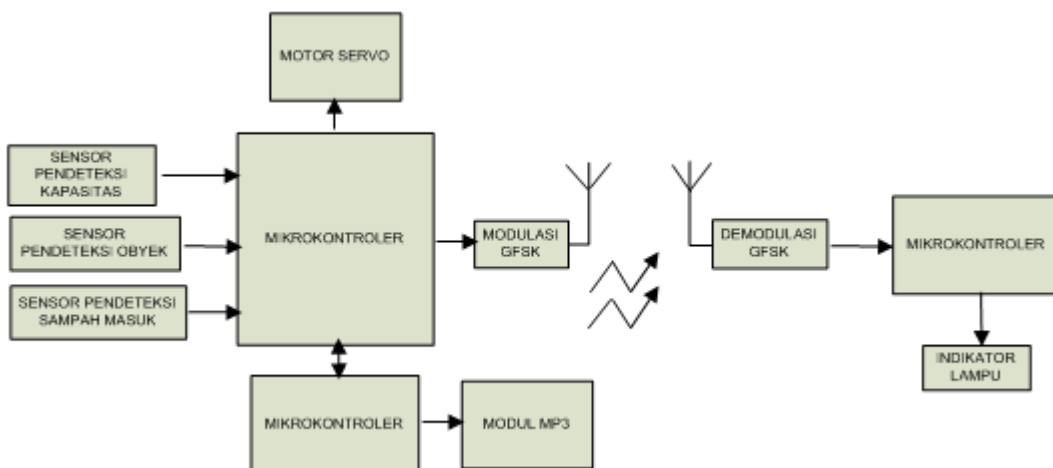 MOTOR SERVO
SENSOR
PENDETEKSI
KAPASITAS
SENSOR
PENDETEKSI OBYEK
SENSOR PENDETEKSI
SAMPAH MASUK
MIKROKONTROLER
MODULASI
GFSK
DEMODULASI
GFSK
MIKROKONTROLER
INDIKATOR
LAMPU
MIKROKONTROLER
MODUL MP3